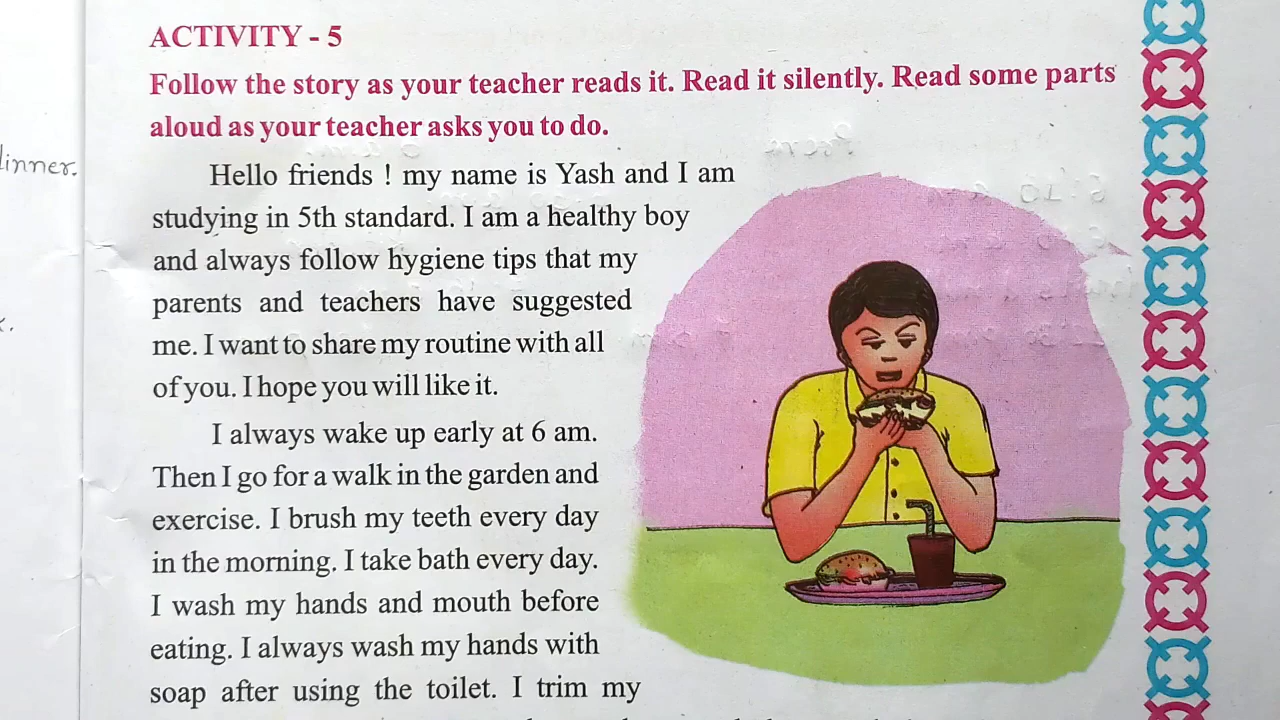 ACTIVITY - 5
Follow the story as your teacher reads it. Read it silently. Read some parts
aloud as your teacher asks you to do.
Hello friends ! my name is Yash and I am
studying in 5th standard. I am a healthy boy
and always follow hygiene tips that my
parents and teachers have suggested
me. I want to share my routine with all
of you. I hope you will like it.
I always wake up early at 6 am.
Then I go for a walk in the garden and
exercise. I brush my teeth every day
in the morning. I take bath every day.
I wash my hands and mouth before
eating. I always wash my hands with
soap after using the toilet. I trim my